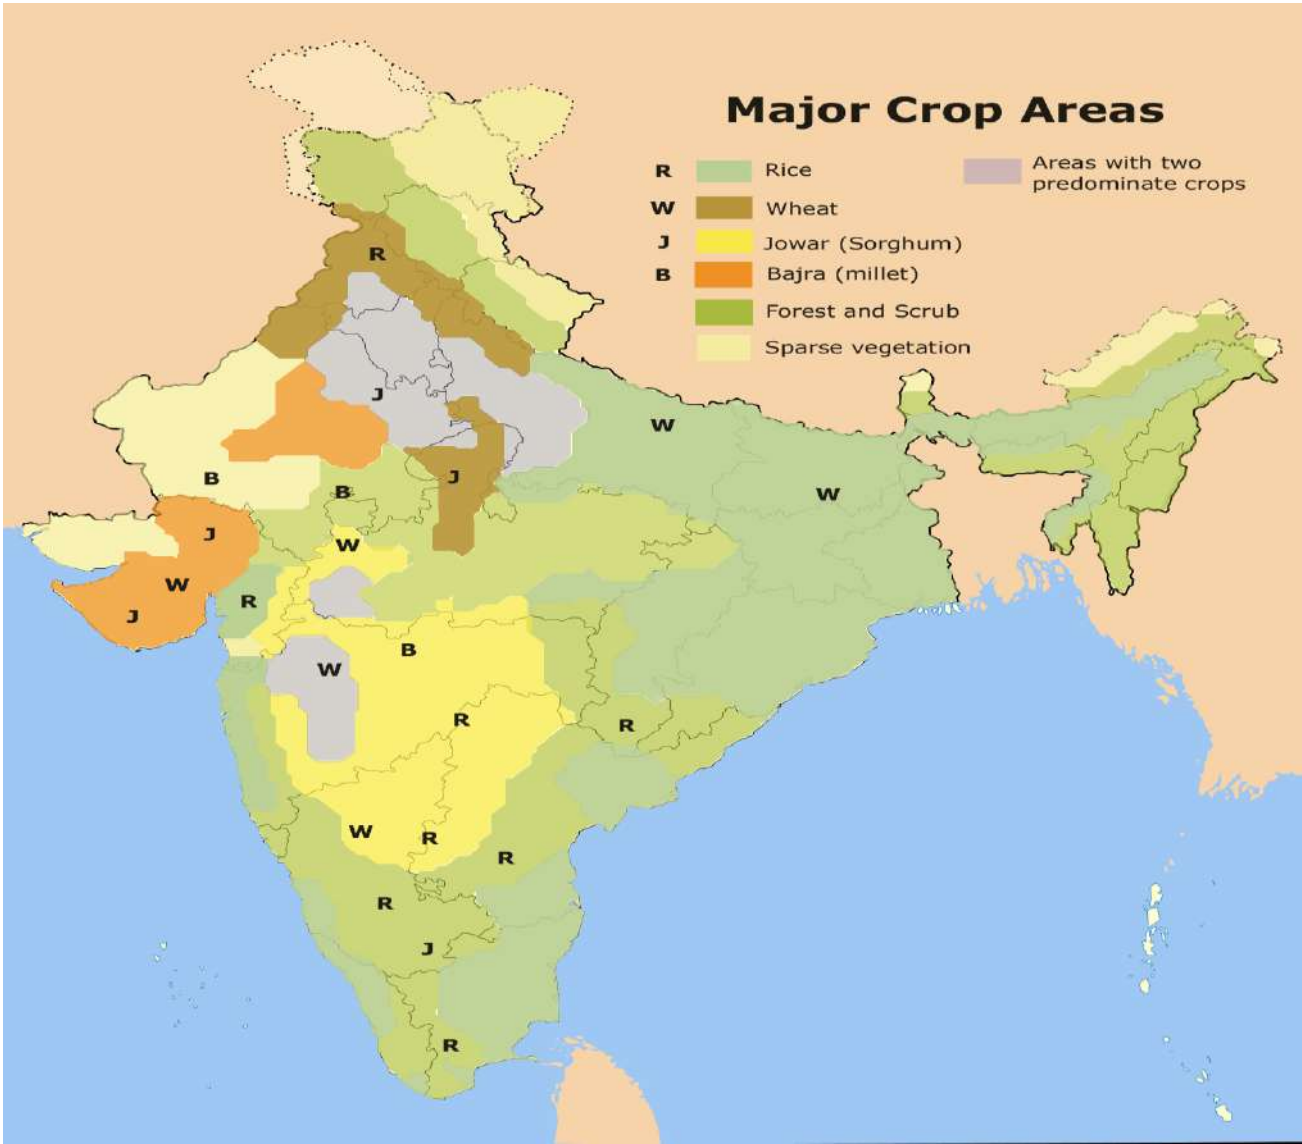 Major Crop Areas
R Rice
W Wheat
J Jowar (Sorghum)
B Bajra (millet)
Forest and Scrub
Sparse vegetation
Areas with two
predominate crops
R
J
W
B
B
W
J
W
W
R
J
J
B
W
R
R
W
R
R
R
J
R